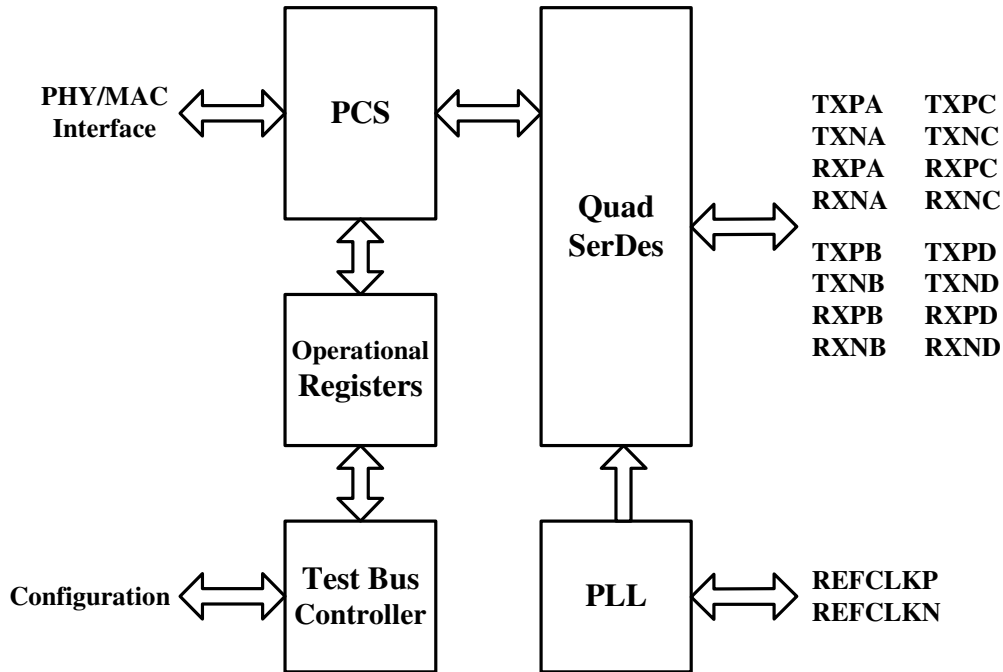 PHY/MAC
Interface
PCS
Quad
SerDes
TXPA TXPC
TXNA TXNC
RXPA RXPC
RXNA RXNC
TXPB TXPD
TXNB TXND
RXPB RXPD
RXNB RXND
Operational
Registers
Configuration
Test Bus
Controller
PLL
REFCLKP
REFCLKN